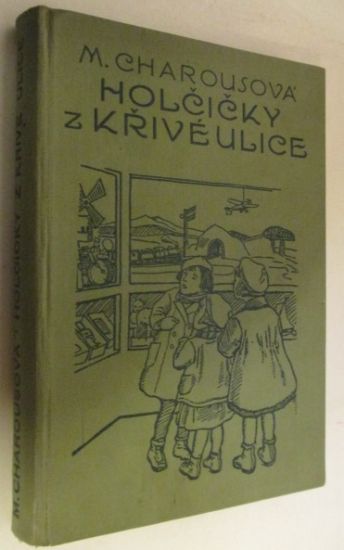 M. CHAROUSOVÁ
HOLČIČKY
Z KŘIVÉ ULICE
M. CHAROUSOVÁ HOLČIČKY Z KŘIVÉ ULICE